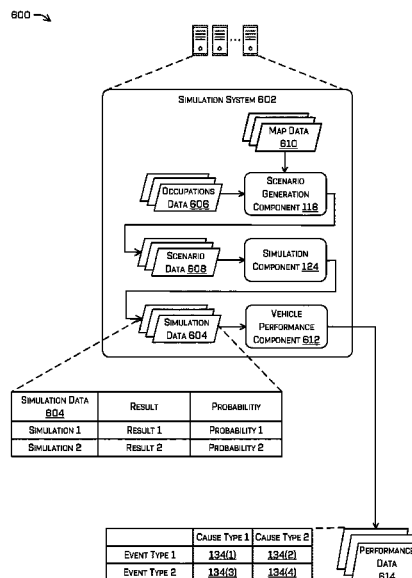 600
SIMULATION SYSTEM 602
MAP DATA
610
OCCUPATIONS
DATA 606
SCENARIO
GENERATION
COMPONENT 118
SCENARIO
DATA 608
SIMULATION
COMPONENT
124
SIMULATION
DATA 604
VEHICLE
PERFORMANCE
COMPONENT 612
SIMULATION DATA
604
RESULT
PROBABILITIY
SIMULATION 1
RESULT 1
PROBABILITY 1
SIMULATION 2
RESULT 2
PROBABILITY 2
CAUSE TYPE 1
CAUSE TYPE 2
EVENT TYPE 1
134(1)
134(2)
EVENT TYPE 2
134(3)
134(4)
PERFORMANCE
DATA
614